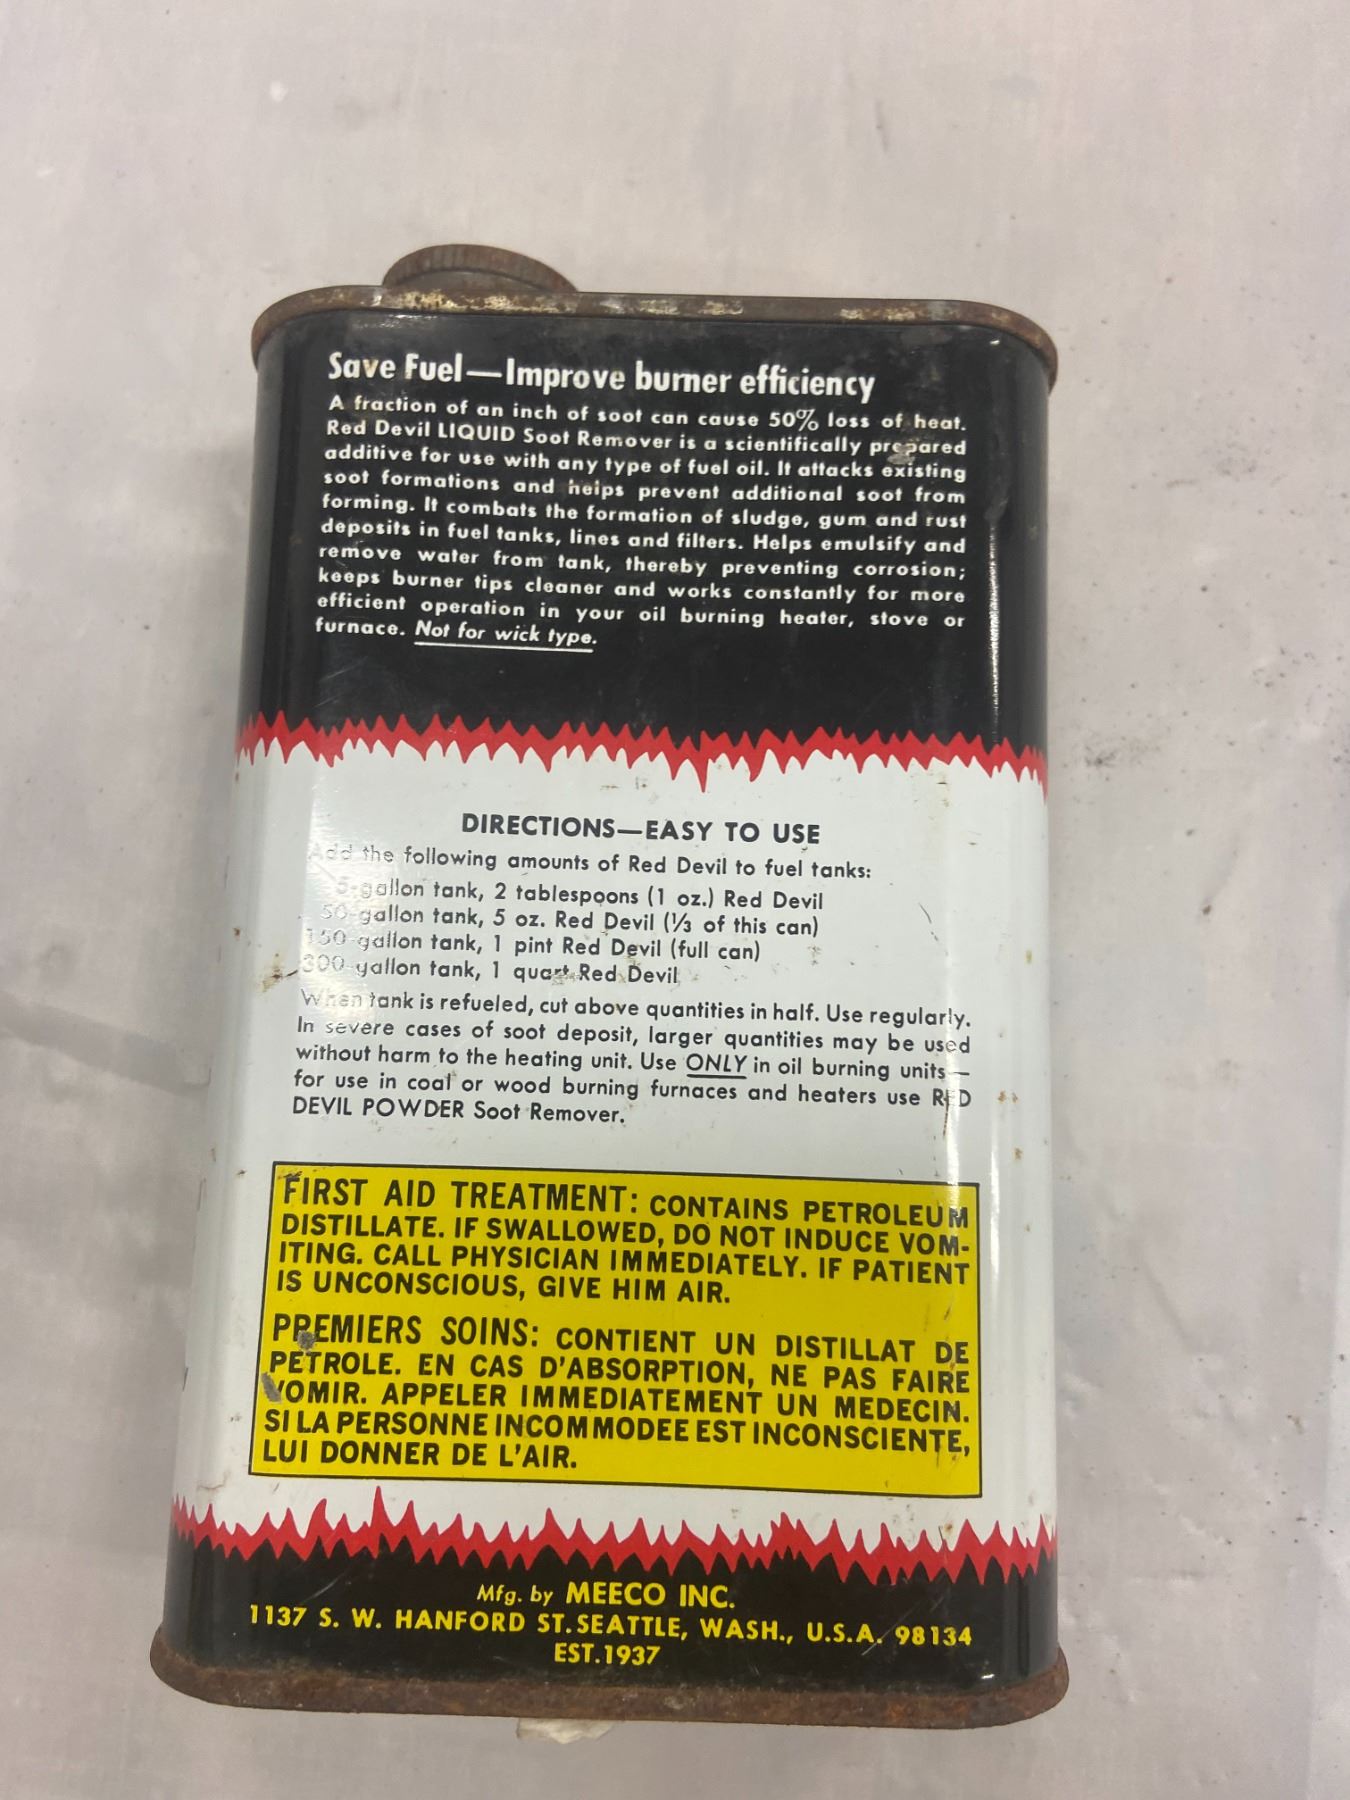 Save Fuel—Improve burner efficiency
A fraction of an inch of soot can cause 50% loss of heat.
Red Devil LIQUID Soot Remover is a scientifically prepared
additive for use with any type of fuel oil. It attacks existing
soot formations and helps prevent additional soot from
forming. It combats the formation of sludge, gum and rust
deposits in fuel tanks, lines and filters. Helps emulsify and
remove water from tank, thereby preventing corrosion;
keeps burner tips cleaner and works constantly for more
efficient operation in your oil burning heater, stove or
furnace. Not for wick type.
DIRECTIONS—EASY TO USE
Add the following amounts of Red Devil to fuel tanks:
5-gallon tank, 2 tablespoons (1 oz.) Red Devil
50-gallon tank, 5 oz. Red Devil (⅓ of this can)
150-gallon tank, 1 pint Red Devil (full can)
300-gallon tank, 1 quart Red Devil
When tank is refueled, cut above quantities in half. Use regularly.
In severe cases of soot deposit, larger quantities may be used
without harm to the heating unit. Use ONLY in oil burning units—
for use in coal or wood burning furnaces and heaters use RED
DEVIL POWDER Soot Remover.
FIRST AID TREATMENT: CONTAINS PETROLEUM
DISTILLATE. IF SWALLOWED, DO NOT INDUCE VOM-
ITING. CALL PHYSICIAN IMMEDIATELY. IF PATIENT
IS UNCONSCIOUS, GIVE HIM AIR.
PREMIERS SOINS: CONTIENT UN DISTILLAT DE
PETROLE. EN CAS D'ABSORPTION, NE PAS FAIRE
VOMIR. APPELER IMMEDIATEMENT UN MEDECIN.
SI LA PERSONNE INCOMMODEE EST INCONSCIENTE,
LUI DONNER DE L'AIR.
Mfg. by MEECO INC.
1137 S. W. HANFORD ST. SEATTLE, WASH., U.S.A. 98134
EST. 1937